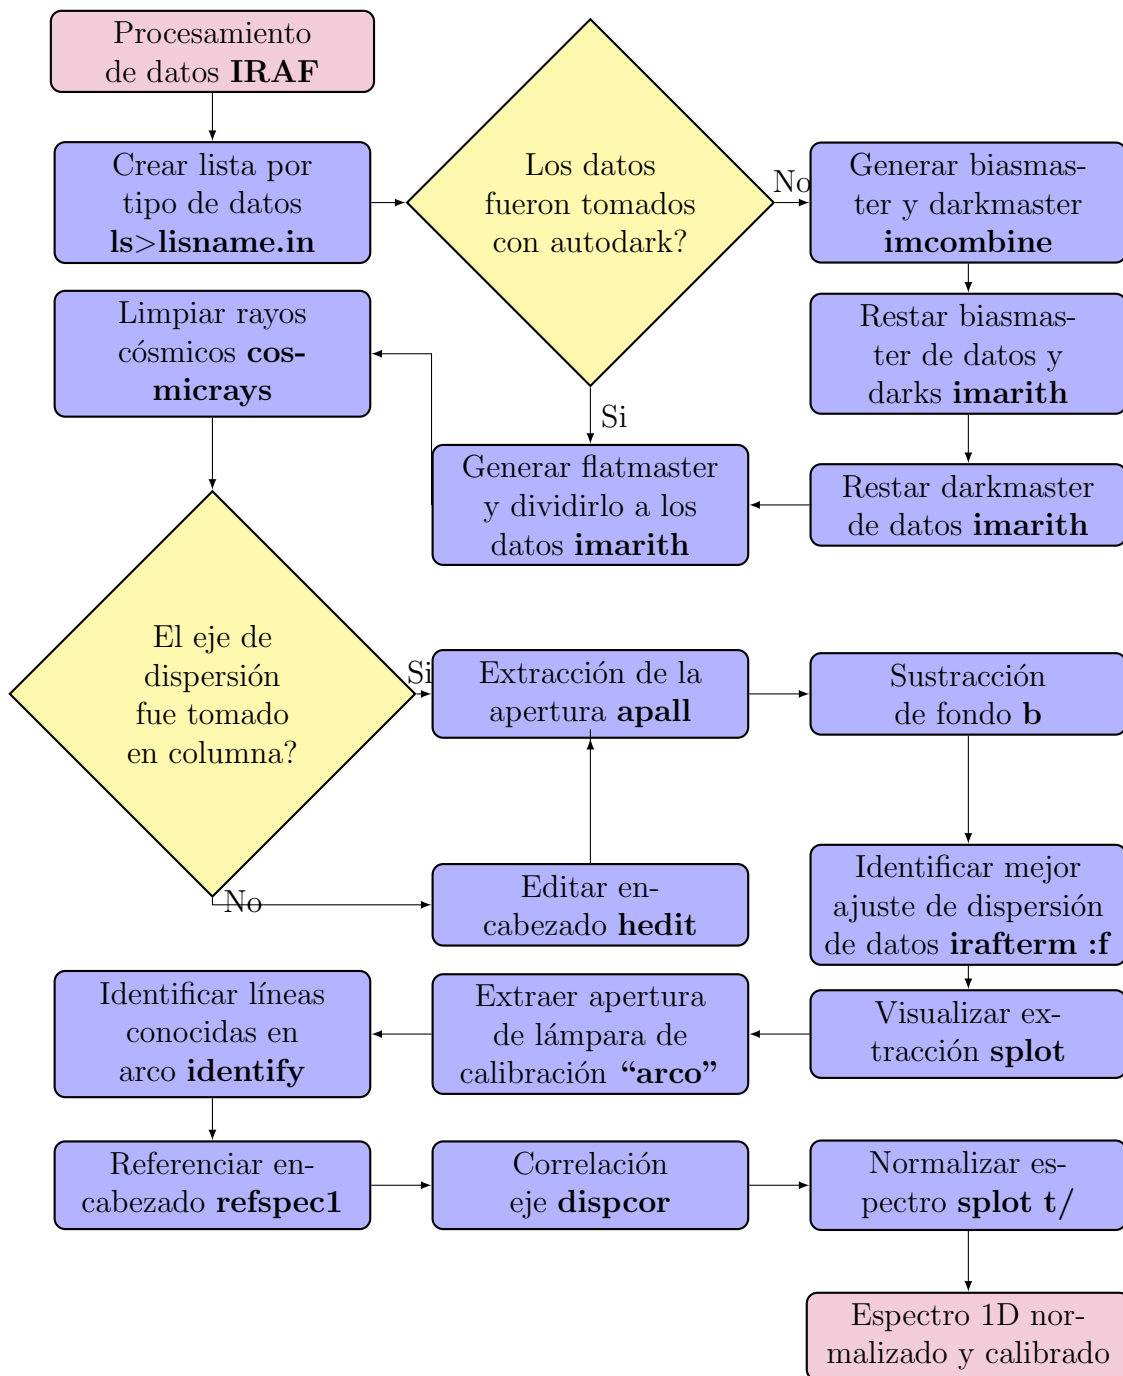 Procesamiento
de datos IRAF
Crear lista por
tipo de datos
ls>lisname.in
Los datos
fueron tomados
con autodark?
No
Generar biasmas-
ter y darkmaster
imcombine
Restar biasmas-
ter de datos y
darks imarith
Restar darkmaster
de datos imarith
Si
Generar flatmaster
y dividirlo a los
datos imarith
Limpiar rayos
cósmicos cos-
micrays
El eje de
dispersión
fue tomado
en columna?
Si
Extracción de la
apertura apall
Sustracción
de fondo b
No
Editar en-
cabezado hedit
Identificar mejor
ajuste de dispersión
de datos irafterm :f
Visualizar ex-
tracción splot
Extraer apertura
de lámpara de
calibración “arco”
Identificar líneas
conocidas en
arco identify
Referenciar en-
cabezado refspec1
Correlación
eje dispcor
Normalizar es-
pectro splot t/
Espectro 1D nor-
malizado y calibrado